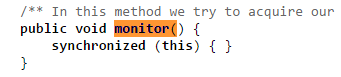 /** In this method we try to acquire our
public void monitor() {
synchronized (this) { }
}